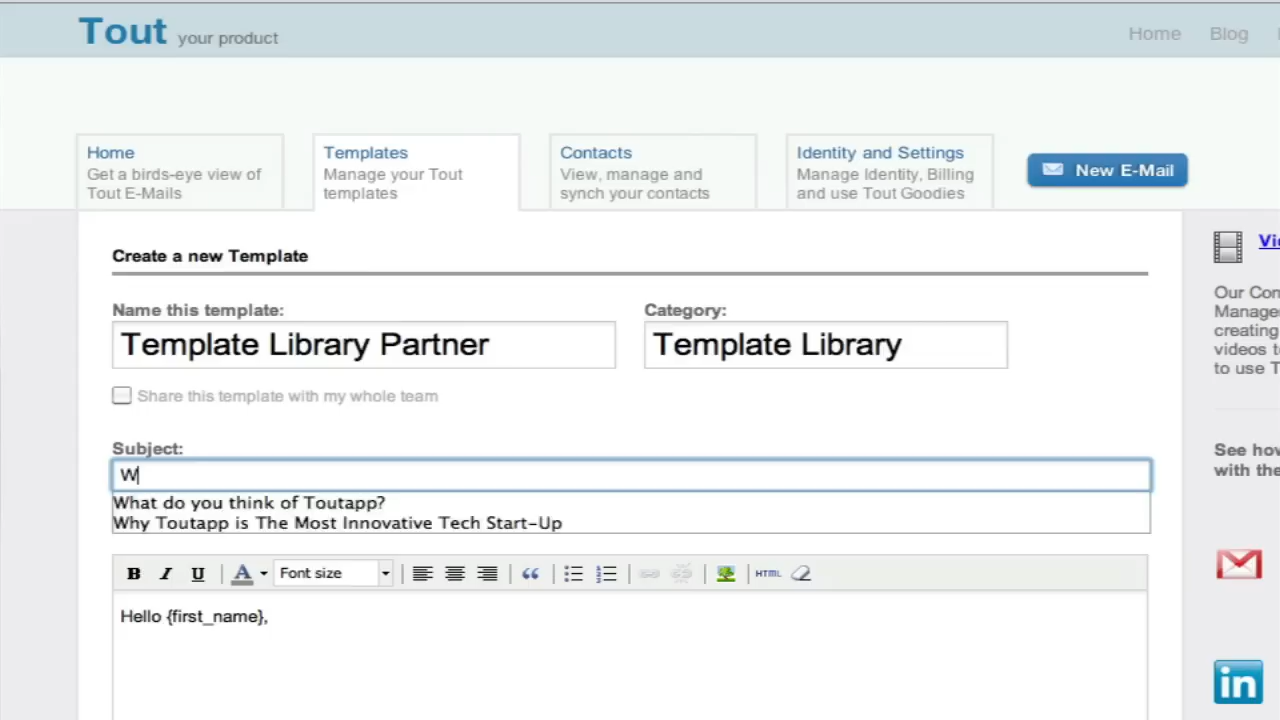 Tout your product
Home Blog
Home
Get a birds-eye view of
Tout E-Mails
Templates
Manage your Tout
templates
Contacts
View, manage and
synch your contacts
Identity and Settings
Manage Identity, Billing
and use Tout Goodies
New E-Mail
Create a new Template
Name this template:
Template Library Partner
Category:
Template Library
Share this template with my whole team
Subject:
W
What do you think of Toutapp?
Why Toutapp is The Most Innovative Tech Start-Up
B I U A Font size HTML
Hello {first_name},
Our
creating
videos
to use
See
with the
in